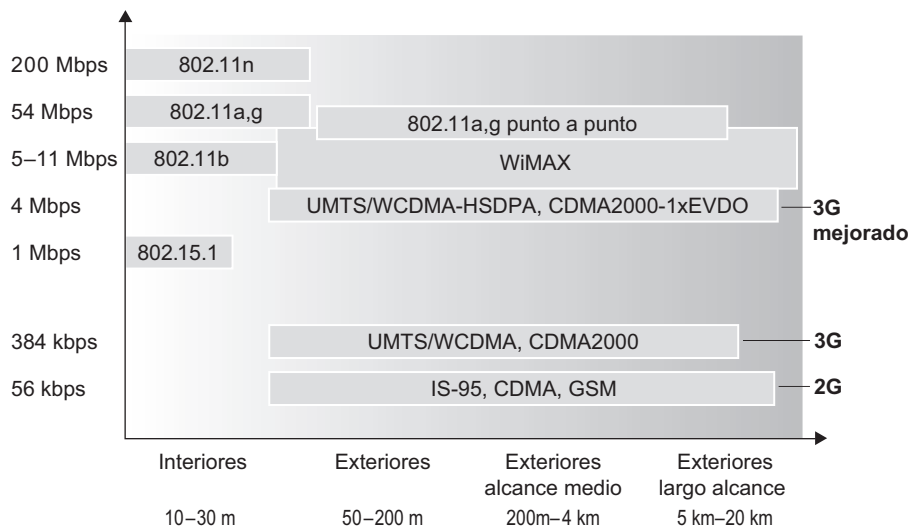 200 Mbps
802.11n
54 Mbps
802.11a,g
802.11a,g punto a punto
5–11 Mbps
802.11b
WiMAX
4 Mbps
UMTS/WCDMA-HSDPA, CDMA2000-1xEVDO
3G
mejorado
1 Mbps
802.15.1
384 kbps
UMTS/WCDMA, CDMA2000
3G
56 kbps
IS-95, CDMA, GSM
2G
Interiores
10–30 m
Exteriores
50–200 m
Exteriores
alcance medio
200m–4 km
Exteriores
largo alcance
5 km–20 km